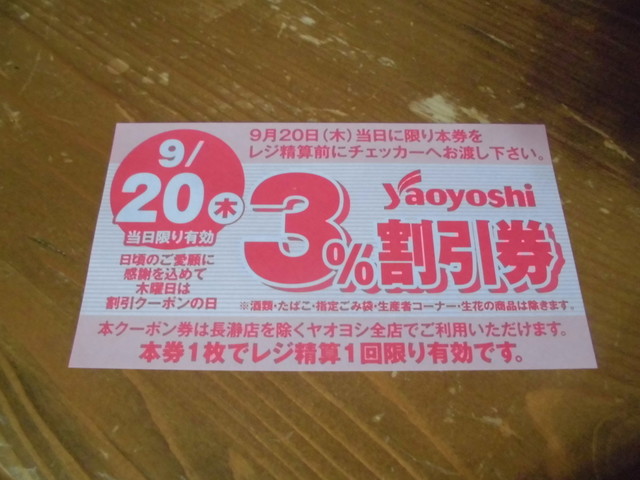 9月20日(木)当日に限り本券を
レジ精算前にチェッカーへお渡し下さい。
9/
20 木
当日限り有効
日頃のご愛顧に
感謝を込めて
木曜日は
割引クーポンの日
Yaoyoshi
3%割引券
※酒類・たばこ・指定ごみ袋・生産者コーナー・生花の商品は除きます。
本クーポン券は長瀞店を除くヤオヨシ全店でご利用いただけます。
本券1枚でレジ精算1回限り有効です。